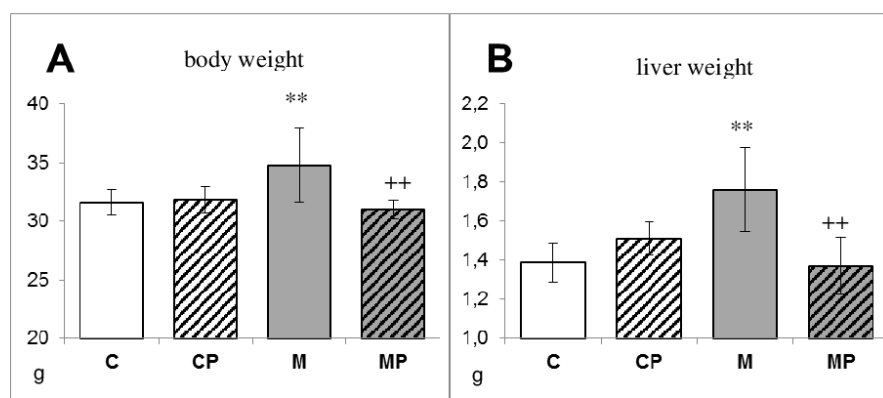 A
body weight
40
35
30
25
20
**
++
C CP M MP
g
B
liver weight
2,2
2,0
1,8
1,6
1,4
1,2
1,0
**
++
C CP M MP
g